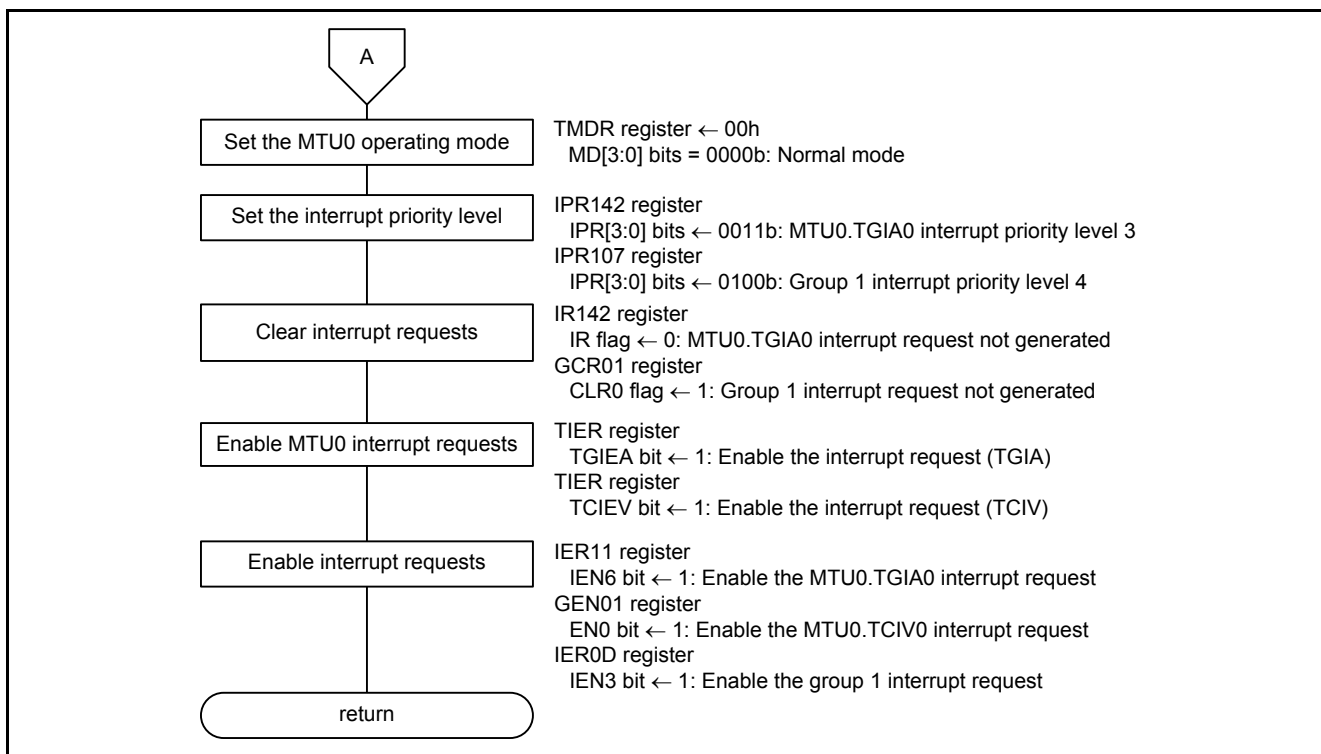 A
Set the MTU0 operating mode
TMDR register ← 00h
MD[3:0] bits = 0000b: Normal mode
Set the interrupt priority level
IPR142 register
IPR[3:0] bits ← 0011b: MTU0.TGIA0 interrupt priority level 3
IPR107 register
IPR[3:0] bits ← 0100b: Group 1 interrupt priority level 4
Clear interrupt requests
IR142 register
IR flag ← 0: MTU0.TGIA0 interrupt request not generated
GCR01 register
CLR0 flag ← 1: Group 1 interrupt request not generated
Enable MTU0 interrupt requests
TIER register
TGIEA bit ← 1: Enable the interrupt request (TGIA)
TIER register
TCIEV bit ← 1: Enable the interrupt request (TCIV)
Enable interrupt requests
IER11 register
IEN6 bit ← 1: Enable the MTU0.TGIA0 interrupt request
GEN01 register
EN0 bit ← 1: Enable the MTU0.TCIV0 interrupt request
IER0D register
IEN3 bit ← 1: Enable the group 1 interrupt request
return